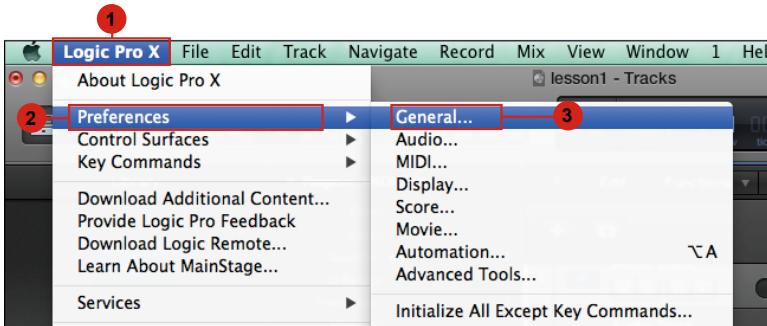 1
Logic Pro X File Edit Track Navigate Record Mix View Window 1 Hel
lesson1 - Tracks
About Logic Pro X
2 Preferences
General... 3
Control Surfaces
Audio...
Key Commands
MIDI...
Display...
Download Additional Content...
Score...
Provide Logic Pro Feedback
Movie...
Download Logic Remote...
Automation... ⌥A
Learn About MainStage...
Advanced Tools...
Services
Initialize All Except Key Commands...